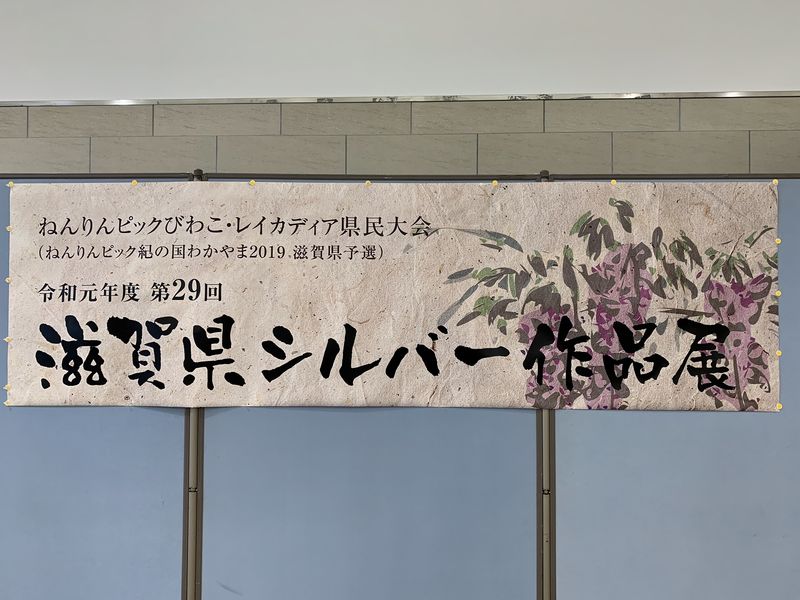 ねんりんピックびわこ・レイカディア県民大会
(ねんりんピック紀の国わかやま2019 滋賀県予選)
令和元年度 第29回
滋賀県シルバー作品展